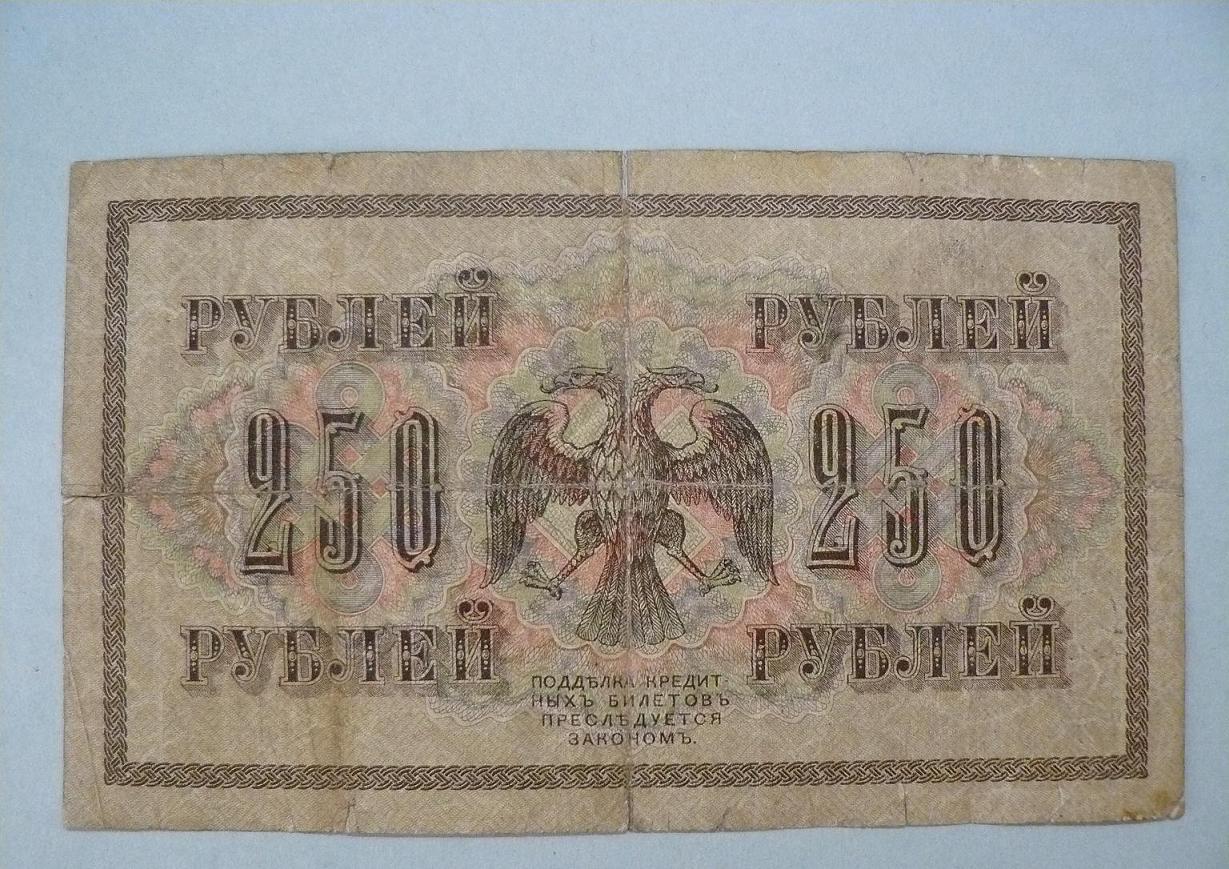 РУБЛЕЙ РУБЛЕЙ
250 250
РУБЛЕЙ РУБЛЕЙ
ПОДДѢЛКА КРЕДИТ
НЫХЪ БИЛЕТОВЪ
ПРЕСЛѢДУЕТСЯ
ЗАКОНОМЪ.